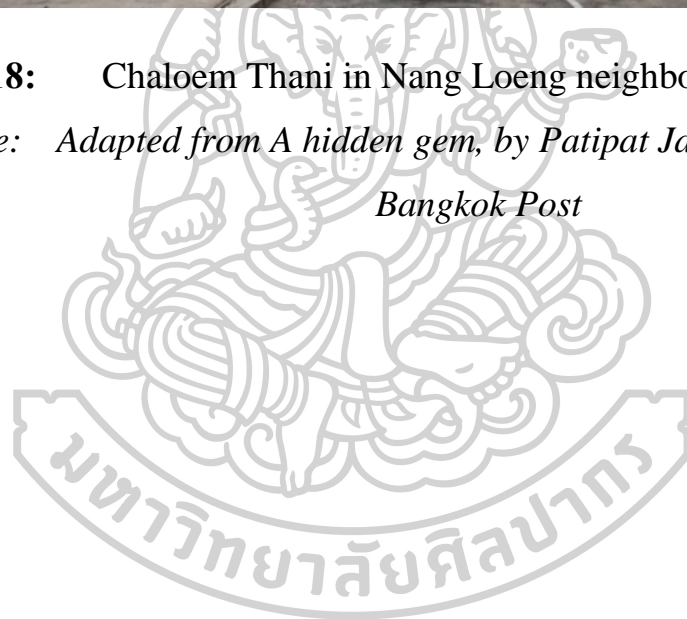 18: Chaloem Thani in Nang Loeng neighbo
e: Adapted from A hidden gem, by Patipat Ja
Bangkok Post
มหาวิทยาลัยศิลปากร